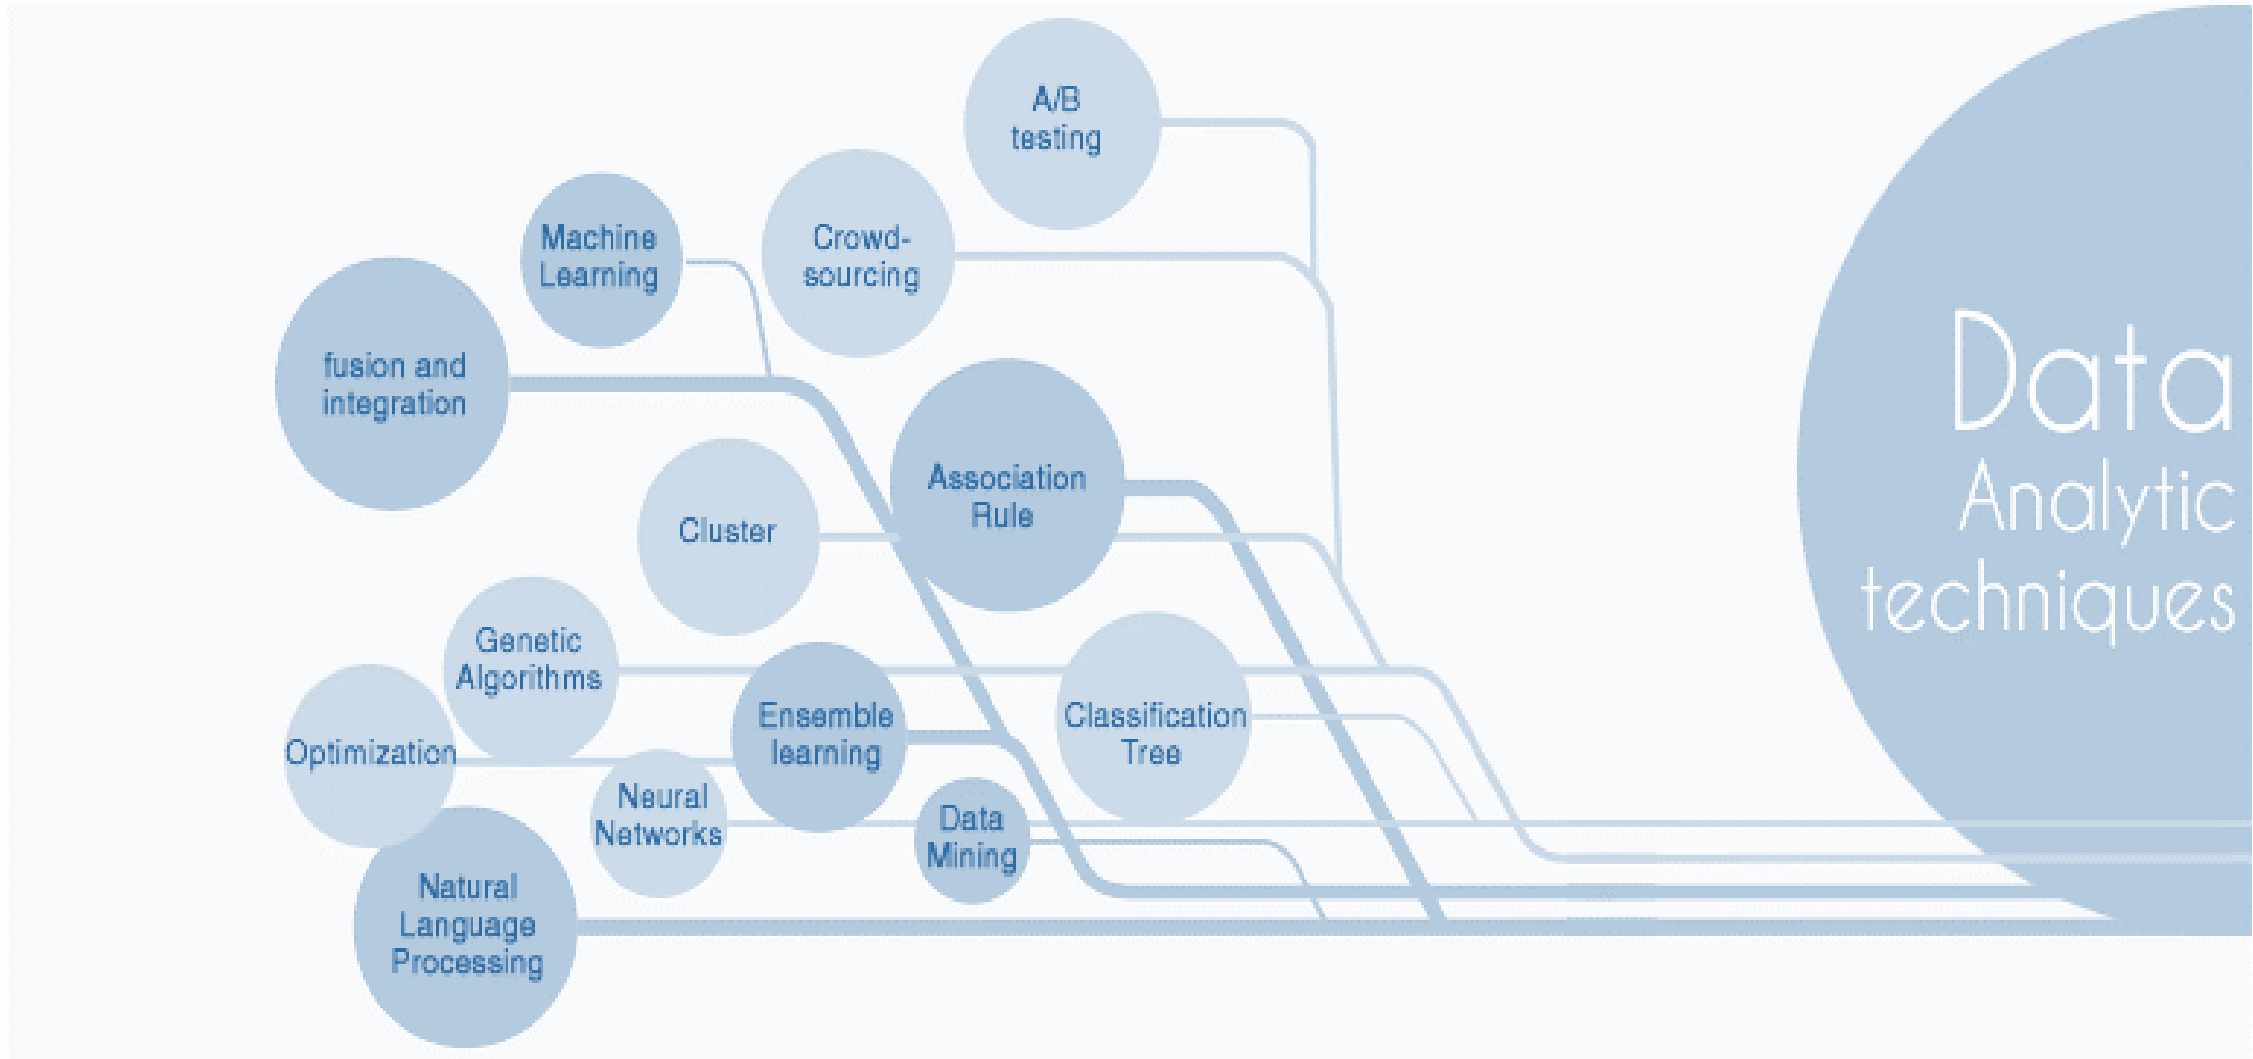 A/B
testing
Machine
Learning
Crowd-
sourcing
fusion and
integration
Association
Rule
Cluster
Genetic
Algorithms
Optimization
Ensemble
learning
Classification
Tree
Neural
Networks
Data
Mining
Natural
Language
Processing
Data
Analytic
techniques